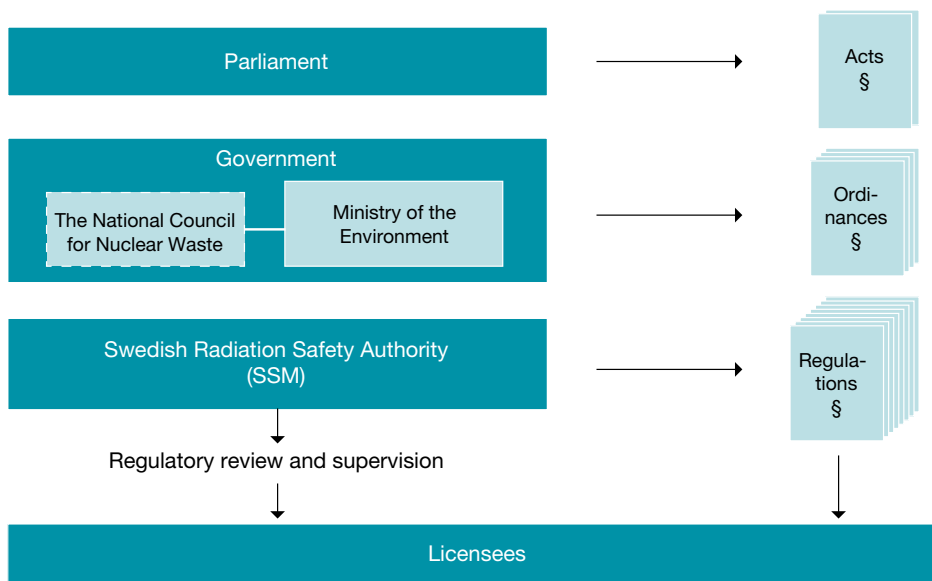 Parliament
Acts
§
Government
The National Council
for Nuclear Waste
Ministry of the
Environment
Ordi-
nances
§
Swedish Radiation Safety Authority
(SSM)
Regula-
tions
§
Regulatory review and supervision
Licensees